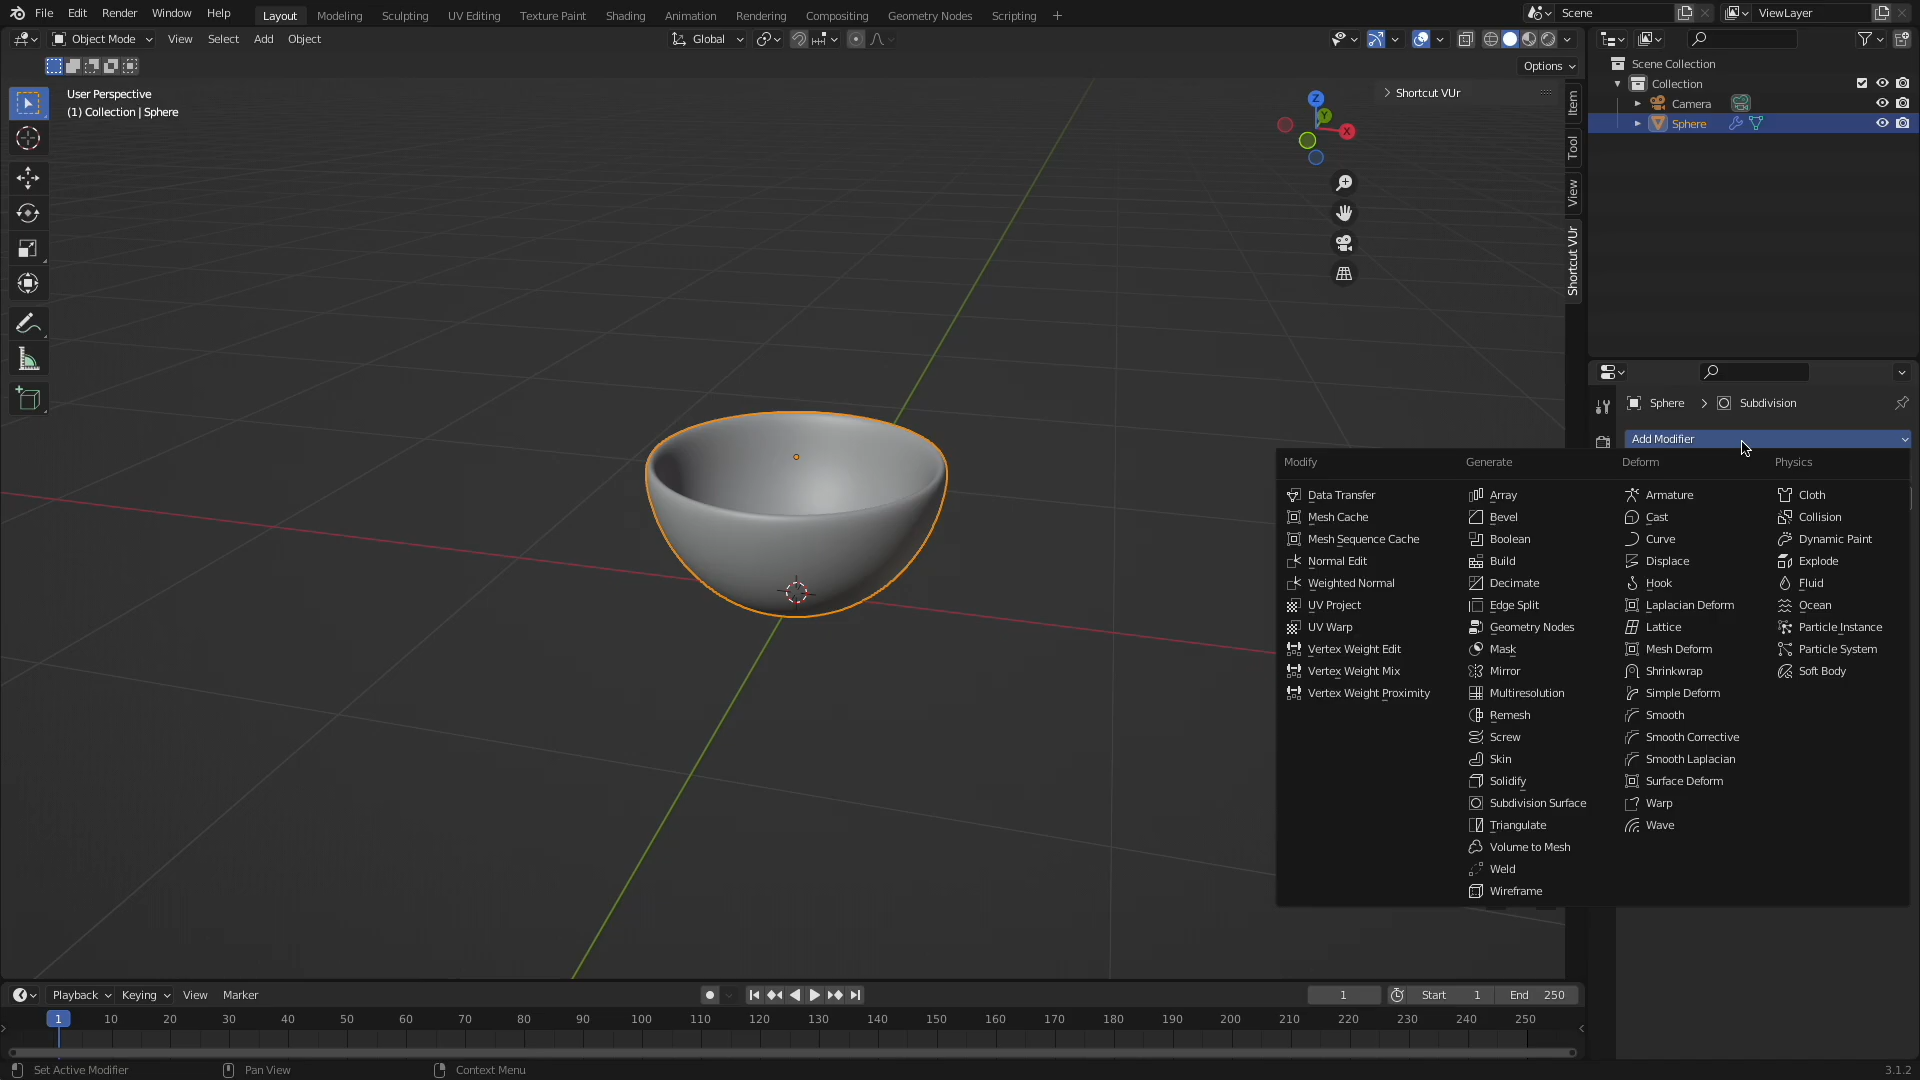 File Edit Render Window Help Layout Modeling Sculpting UV Editing Texture Paint Shading Animation Rendering Compositing Geometry Nodes Scripting + Scene ViewLayer
Object Mode View Select Add Object Global
Options
User Perspective
(1) Collection | Sphere
Shortcut VUr
Item
Tool
View
Shortcut VUr
Z
Y
X
Scene Collection
Collection
Camera
Sphere
Sphere > Subdivision
Add Modifier
Modify
Data Transfer
Mesh Cache
Mesh Sequence Cache
Normal Edit
Weighted Normal
UV Project
UV Warp
Vertex Weight Edit
Vertex Weight Mix
Vertex Weight Proximity
Generate
Array
Bevel
Boolean
Build
Decimate
Edge Split
Geometry Nodes
Mask
Mirror
Multiresolution
Remesh
Screw
Skin
Solidify
Subdivision Surface
Triangulate
Volume to Mesh
Weld
Wireframe
Deform
Armature
Cast
Curve
Displace
Hook
Laplacian Deform
Lattice
Mesh Deform
Shrinkwrap
Simple Deform
Smooth
Smooth Corrective
Smooth Laplacian
Surface Deform
Warp
Wave
Physics
Cloth
Collision
Dynamic Paint
Explode
Fluid
Ocean
Particle Instance
Particle System
Soft Body
Playback Keying View Marker 1 Start 1 End 250
1 10 20 30 40 50 60 70 80 90 100 110 120 130 140 150 160 170 180 190 200 210 220 230 240 250
Set Active Modifier Pan View Context Menu 3.1.2